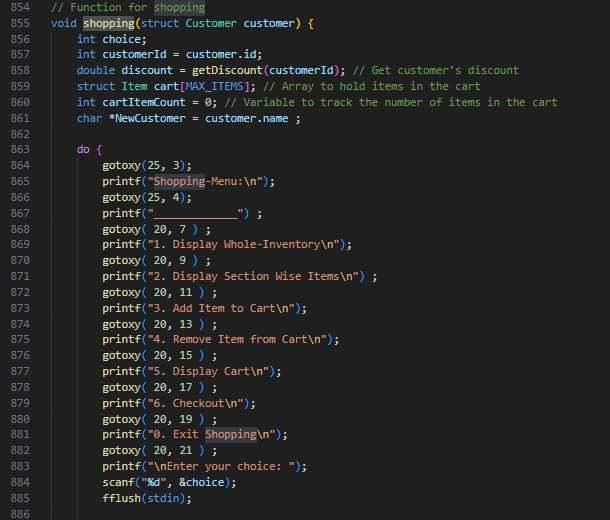 854 // Function for shopping
855 void shopping(struct Customer customer) {
856 int choice;
857 int customerId = customer.id;
858 double discount = getDiscount(customerId); // Get customer's discount
859 struct Item cart[MAX_ITEMS]; // Array to hold items in the cart
860 int cartItemCount = 0; // Variable to track the number of items in the cart
861 char *NewCustomer = customer.name ;
862
863 do {
864 gotoxy(25, 3);
865 printf("Shopping-Menu:\n");
866 gotoxy(25, 4);
867 printf("_____________") ;
868 gotoxy( 20, 7 ) ;
869 printf("1. Display Whole-Inventory\n");
870 gotoxy( 20, 9 ) ;
871 printf("2. Display Section Wise Items\n") ;
872 gotoxy( 20, 11 ) ;
873 printf("3. Add Item to Cart\n");
874 gotoxy( 20, 13 ) ;
875 printf("4. Remove Item from Cart\n");
876 gotoxy( 20, 15 ) ;
877 printf("5. Display Cart\n");
878 gotoxy( 20, 17 ) ;
879 printf("6. Checkout\n");
880 gotoxy( 20, 19 ) ;
881 printf("0. Exit Shopping\n");
882 gotoxy( 20, 21 ) ;
883 printf("\nEnter your choice: ");
884 scanf("%d", &choice);
885 fflush(stdin);
886